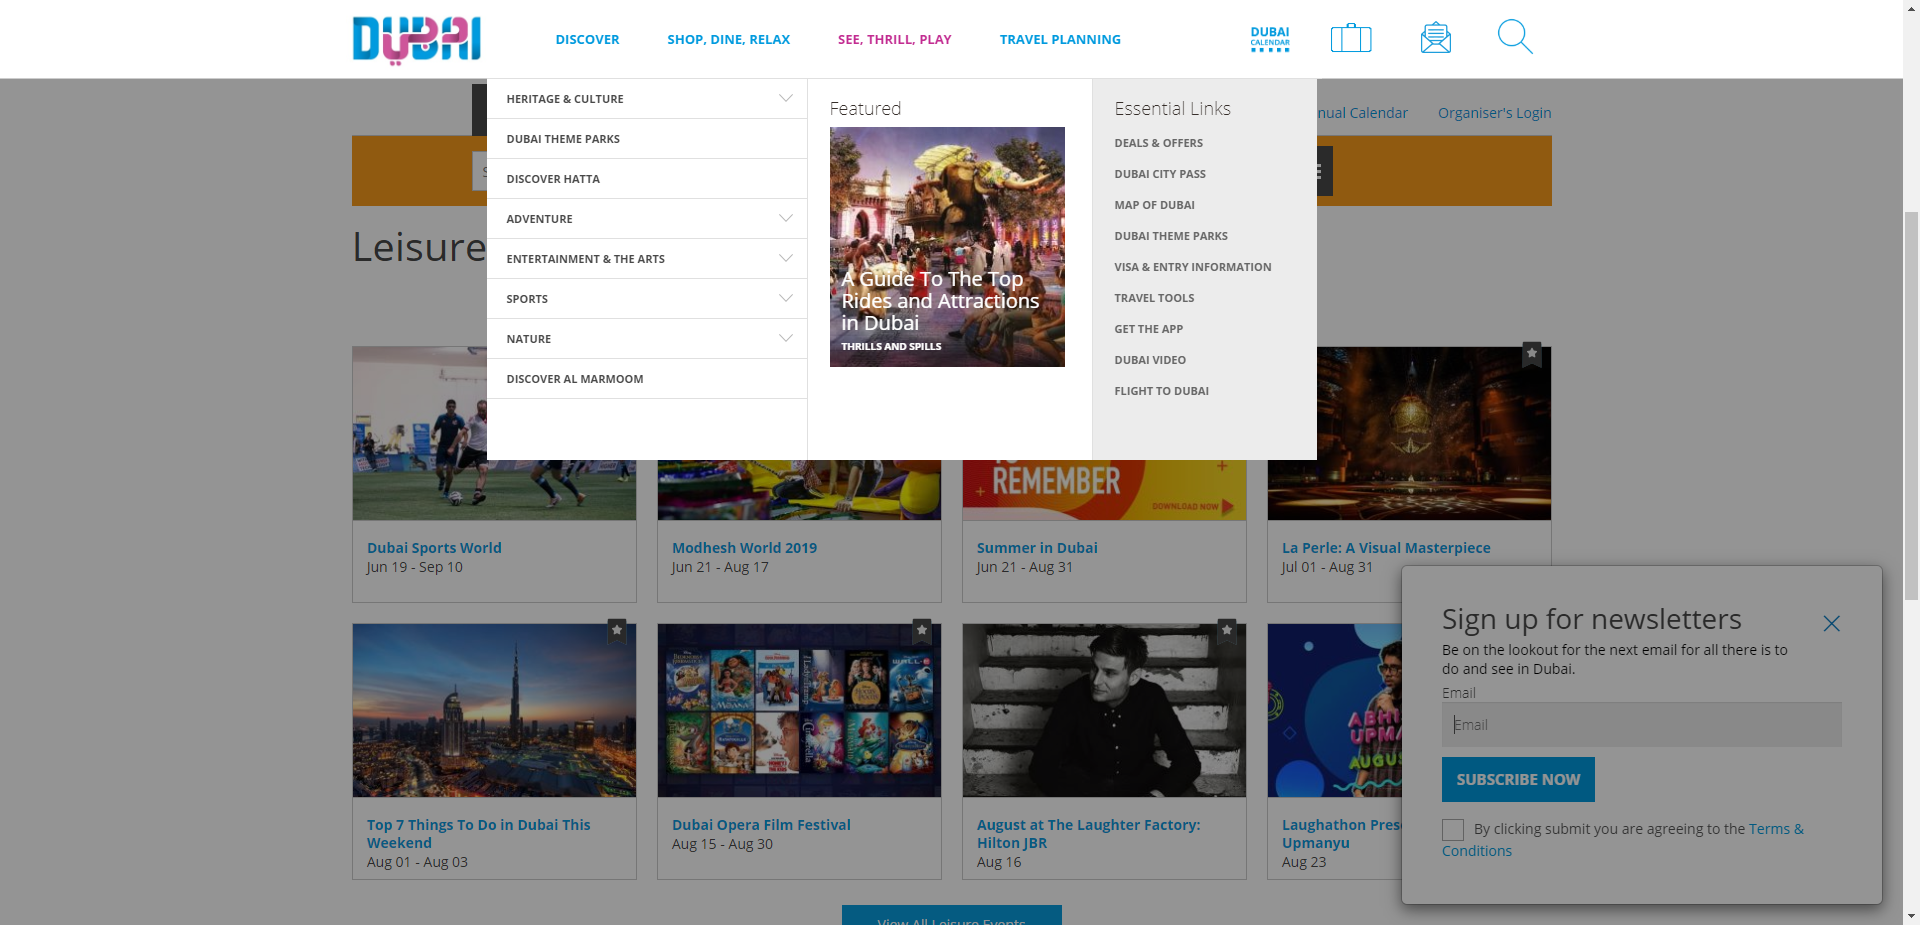 DUBAI
DISCOVER
SHOP, DINE, RELAX
SEE, THRILL, PLAY
TRAVEL PLANNING
DUBAI
CALENDAR
HERITAGE & CULTURE
DUBAI THEME PARKS
DISCOVER HATTA
ADVENTURE
ENTERTAINMENT & THE ARTS
SPORTS
NATURE
DISCOVER AL MARMOOM
Featured
A Guide To The Top
Rides and Attractions
in Dubai
THRILLS AND SPILLS
Essential Links
DEALS & OFFERS
DUBAI CITY PASS
MAP OF DUBAI
DUBAI THEME PARKS
VISA & ENTRY INFORMATION
TRAVEL TOOLS
GET THE APP
DUBAI VIDEO
FLIGHT TO DUBAI
nual Calendar
Organiser's Login
Leisure
REMEMBER
DOWNLOAD NOW
Dubai Sports World
Jun 19 - Sep 10
Modhesh World 2019
Jun 21 - Aug 17
Summer in Dubai
Jun 21 - Aug 31
La Perle: A Visual Masterpiece
Jul 01 - Aug 31
Top 7 Things To Do in Dubai This
Weekend
Aug 01 - Aug 03
Dubai Opera Film Festival
Aug 15 - Aug 30
August at The Laughter Factory:
Hilton JBR
Aug 16
Laughathon Pres
Upmanyu
Aug 23
View All Leisure Events
Sign up for newsletters
Be on the lookout for the next email for all there is to
do and see in Dubai.
Email
Email
SUBSCRIBE NOW
By clicking submit you are agreeing to the Terms &
Conditions